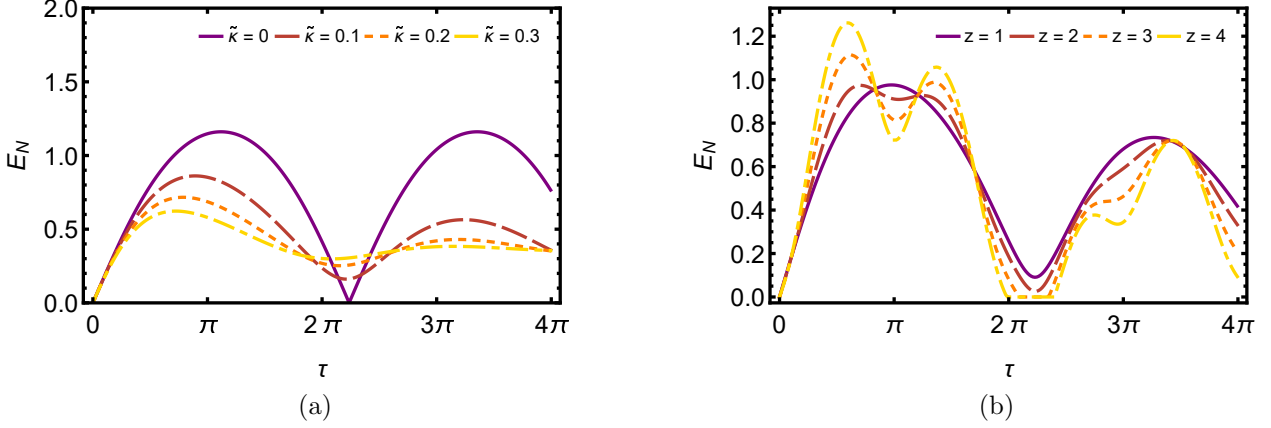 2.0
1.5
1.0
0.5
0.0
E_N
κ̃ = 0 κ̃ = 0.1 κ̃ = 0.2 κ̃ = 0.3
0 π 2π 3π 4π
τ
(a)
1.2
1.0
0.8
0.6
0.4
0.2
0.0
E_N
z = 1 z = 2 z = 3 z = 4
0 π 2π 3π 4π
τ
(b)